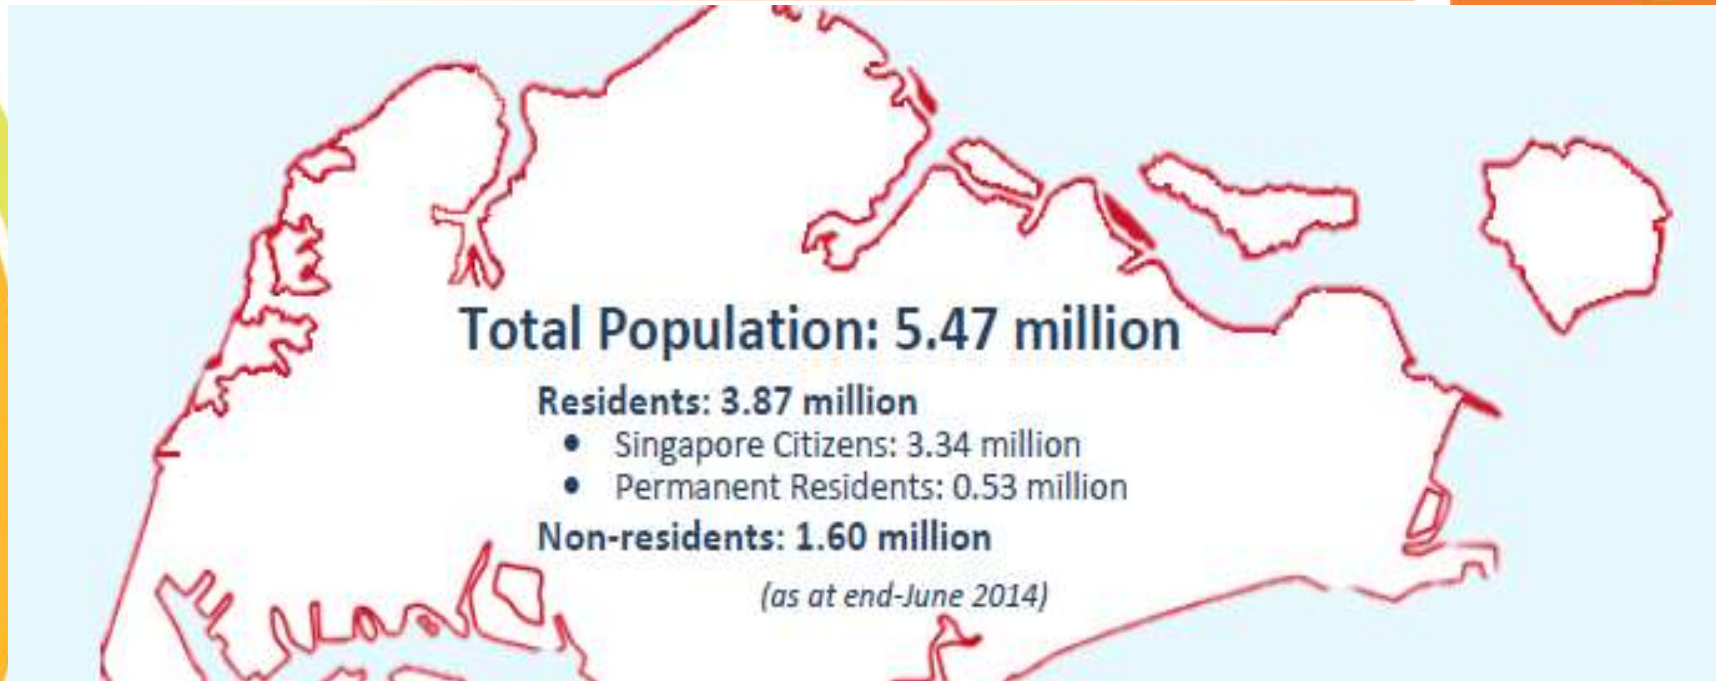 Total Population: 5.47 million
Residents: 3.87 million
• Singapore Citizens: 3.34 million
• Permanent Residents: 0.53 million
Non-residents: 1.60 million
(as at end-June 2014)